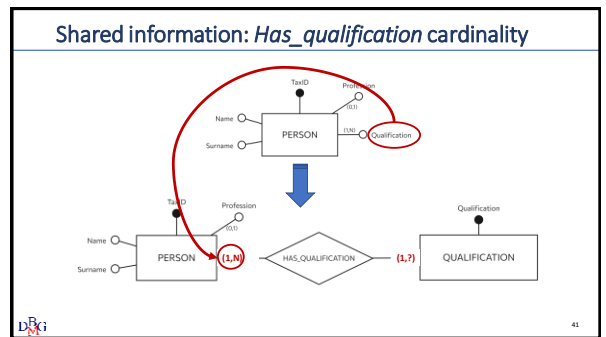 Shared information: Has_qualification cardinality
TaxID
Profession
(0,1)
Name
PERSON
(1,N)
Qualification
Surname
TaxID
Profession
(0,1)
Qualification
Name
PERSON
(1,N)
HAS_QUALIFICATION
(1,?)
QUALIFICATION
Surname
DBMG
41